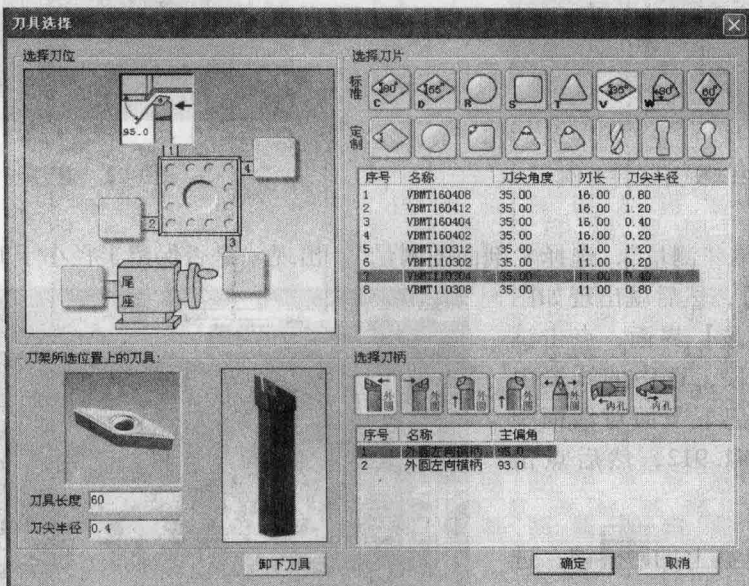 刀具选择
选择刀位
95.0
1
4
2
3
尾
座
选择刀片
标准
80° C
55° D
R
S
T
35° V
80° W
60°
定制
序号 名称 刀尖角度 刃长 刀尖半径
1 VBMT160408 35.00 16.00 0.80
2 VBMT160412 35.00 16.00 1.20
3 VBMT160404 35.00 16.00 0.40
4 VBMT160402 35.00 16.00 0.20
5 VBMT110312 35.00 11.00 1.20
6 VBMT110302 35.00 11.00 0.20
7 VBMT110304 35.00 11.00 0.40
8 VBMT110308 35.00 11.00 0.80
刀架所选位置上的刀具:
刀具长度 60
刀尖半径 0.4
卸下刀具
选择刀柄
外圆 外圆 外圆 外圆 外圆 内孔 内孔
序号 名称 主偏角
1 外圆左向横柄 95.0
2 外圆左向横柄 93.0
确定 取消